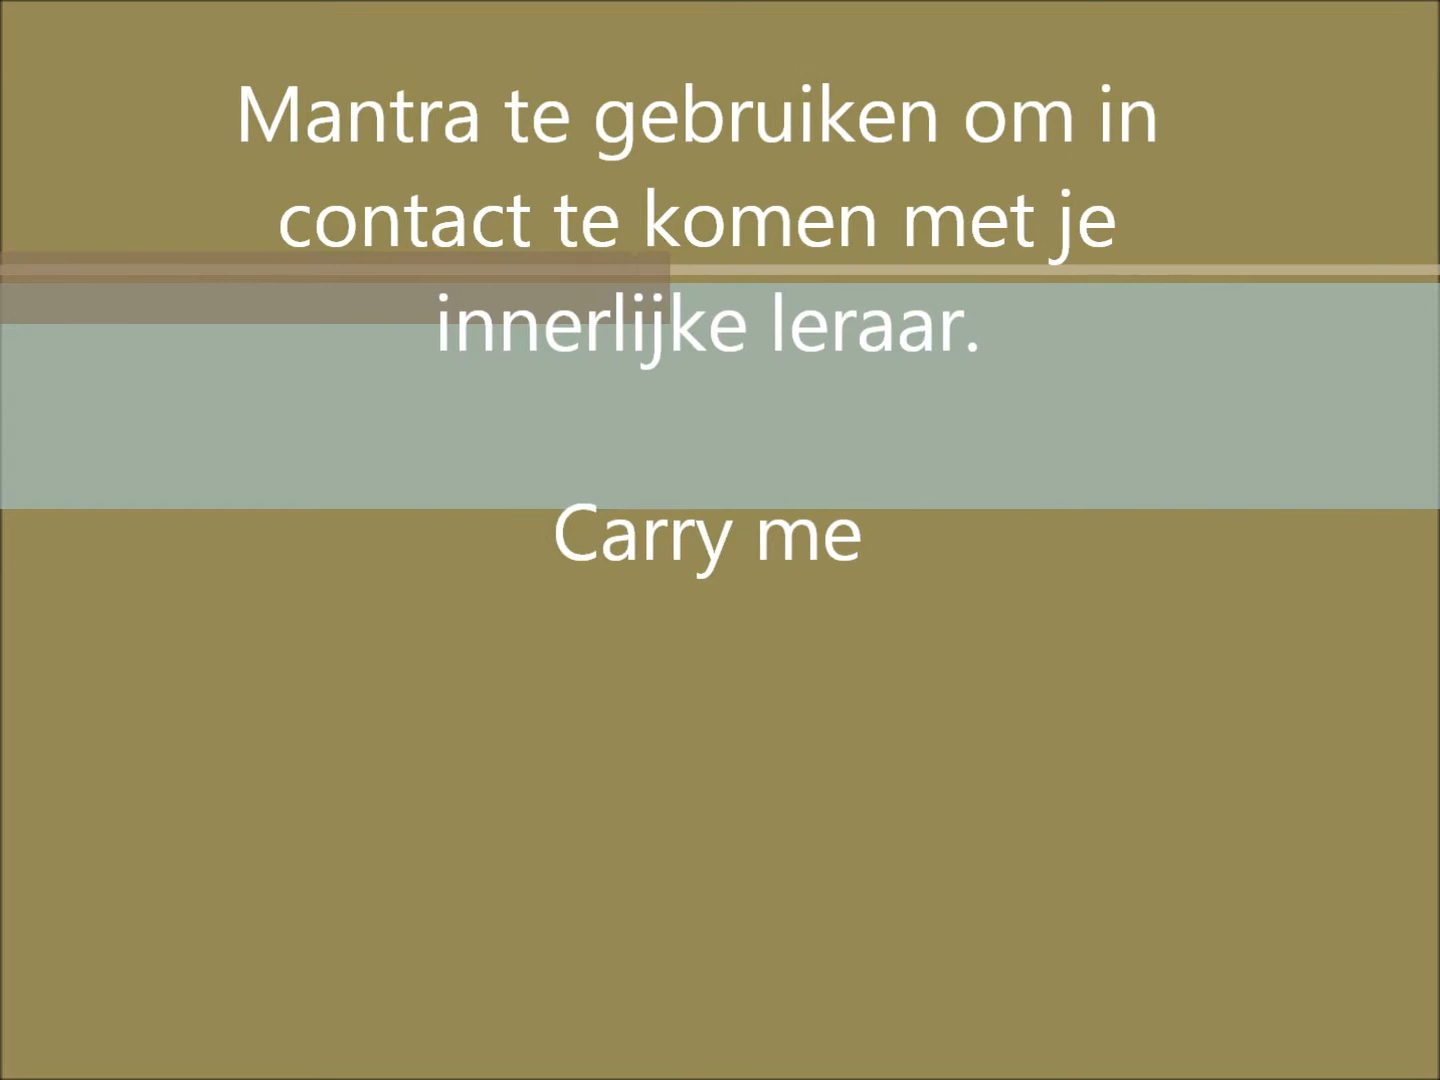 Mantra te gebruiken om in
contact te komen met je
innerlijke leraar.
Carry me